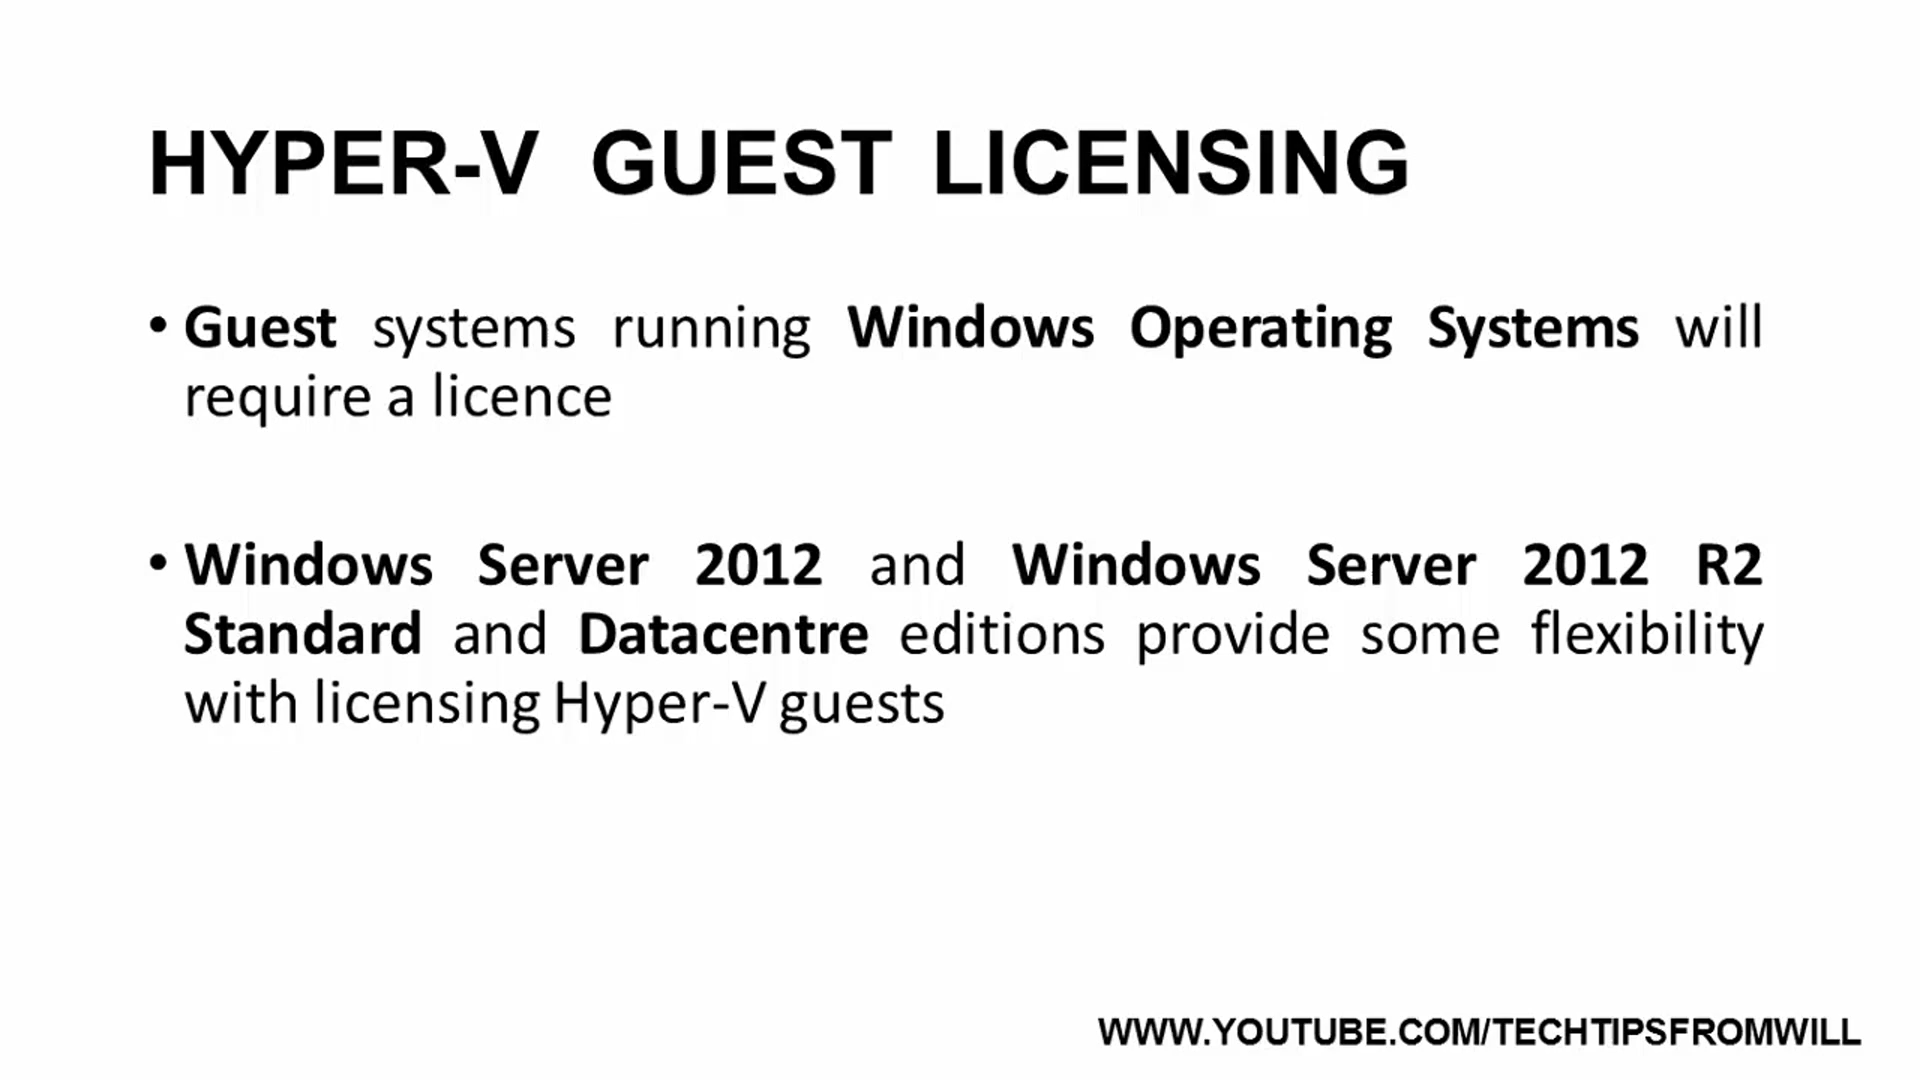 HYPER-V GUEST LICENSING
• Guest systems running Windows Operating Systems will
require a licence
• Windows Server 2012 and Windows Server 2012 R2
Standard and Datacentre editions provide some flexibility
with licensing Hyper-V guests
WWW.YOUTUBE.COM/TECHTIPSFROMWILL